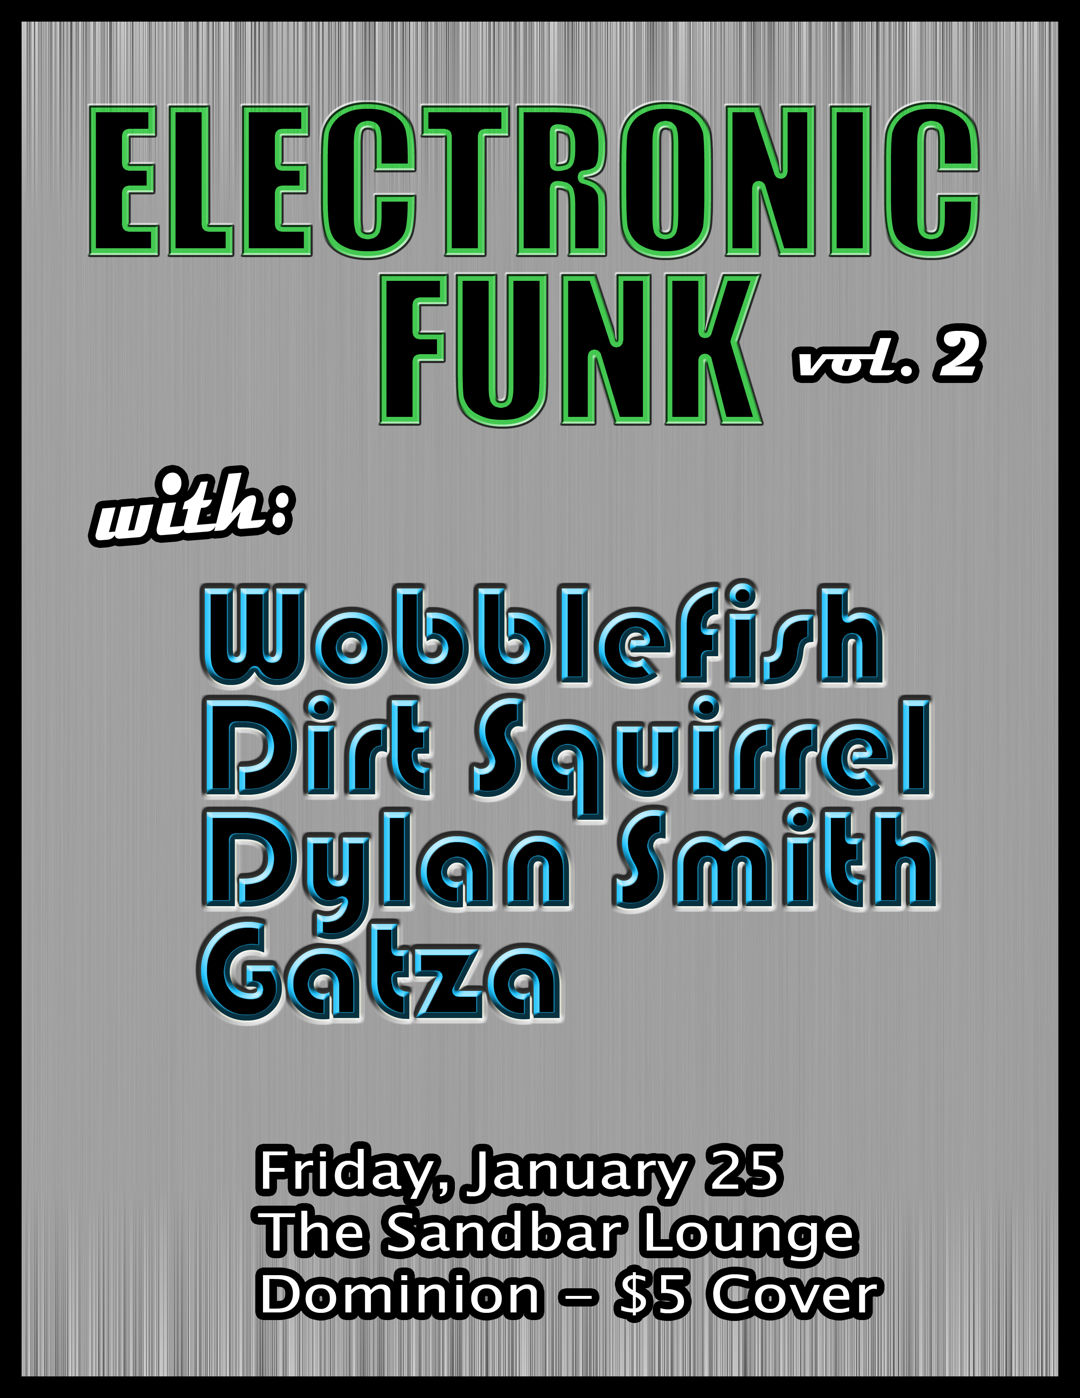 ELECTRONIC
FUNK vol. 2
with:
Wobblefish
Dirt Squirrel
Dylan Smith
Gatza
Friday, January 25
The Sandbar Lounge
Dominion – $5 Cover